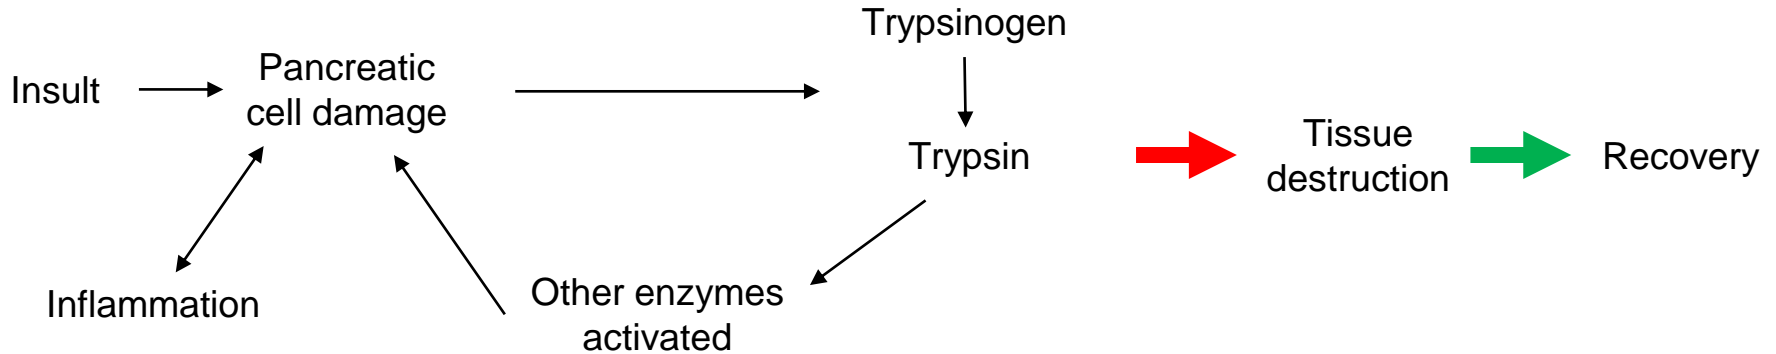 Insult
Pancreatic
cell damage
Trypsinogen
Trypsin
Tissue
destruction
Recovery
Inflammation
Other enzymes
activated